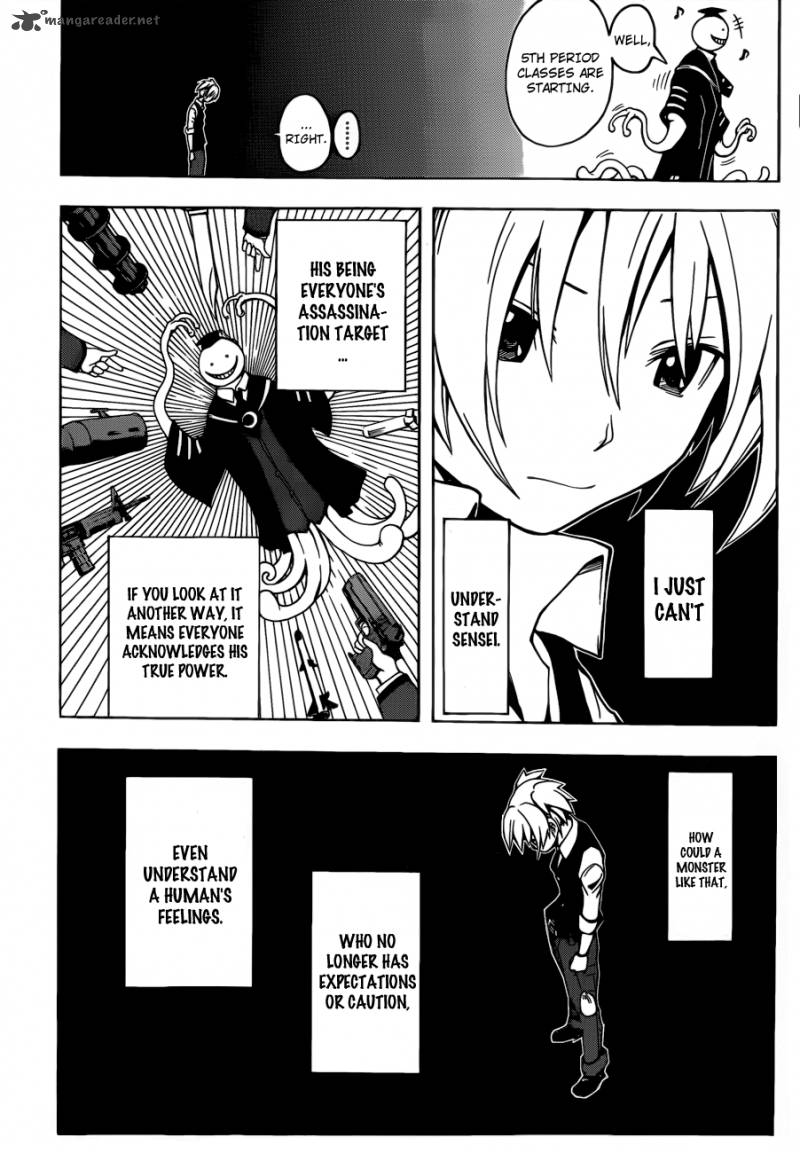 mangareader.net
WELL,
5TH PERIOD
CLASSES ARE
STARTING.
........
...
RIGHT.
I JUST
CAN'T
UNDER-
STAND
SENSEI.
HIS BEING
EVERYONE'S
ASSASSINA-
TION TARGET
...
IF YOU LOOK AT IT
ANOTHER WAY, IT
MEANS EVERYONE
ACKNOWLEDGES HIS
TRUE POWER.
HOW
COULD A
MONSTER
LIKE THAT,
WHO NO
LONGER HAS
EXPECTATIONS
OR CAUTION,
EVEN
UNDERSTAND
A HUMAN'S
FEELINGS.